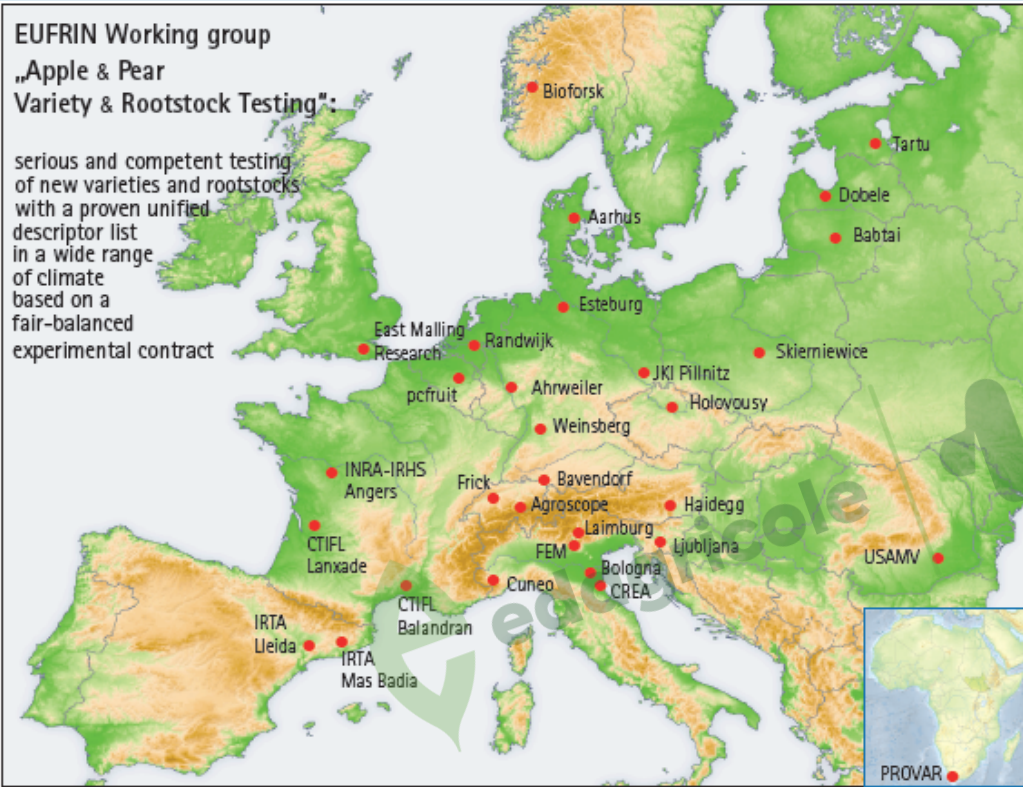 EUFRIN Working group
„Apple & Pear
Variety & Rootstock Testing“:
serious and competent testing
of new varieties and rootstocks
with a proven unified
descriptor list
in a wide range
of climate
based on a
fair-balanced
experimental contract
Bioforsk
Tartu
Dobele
Aarhus
Babtai
Esteburg
East Malling
Research
Randwijk
Skierniewice
JKI Pillnitz
pcfruit
Ahrweiler
Holovousy
Weinsberg
INRA-IRHS
Angers
Frick
Bavendorf
Agroscope
Haidegg
CTIFL
Lanxade
Laimburg
FEM
Ljubljana
USAMV
Bologna
Cuneo
CREA
CTIFL
Balandran
IRTA
Lleida
IRTA
Mas Badia
PROVAR
edagricole